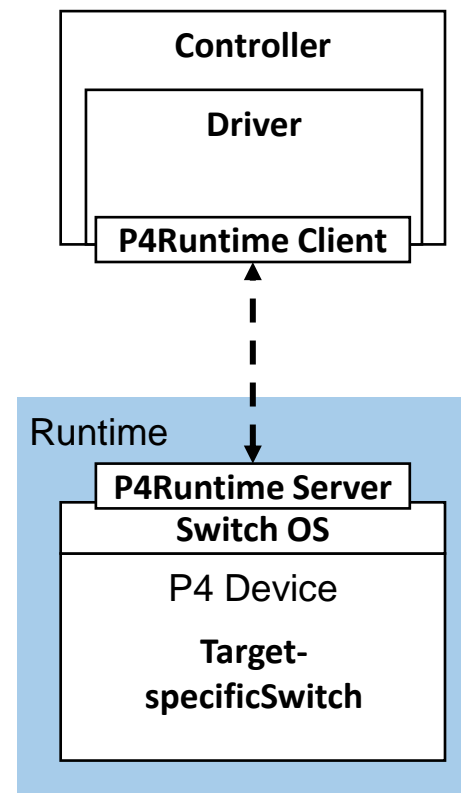 Controller
Driver
P4Runtime Client
Runtime
P4Runtime Server
Switch OS
P4 Device
Target-
specificSwitch